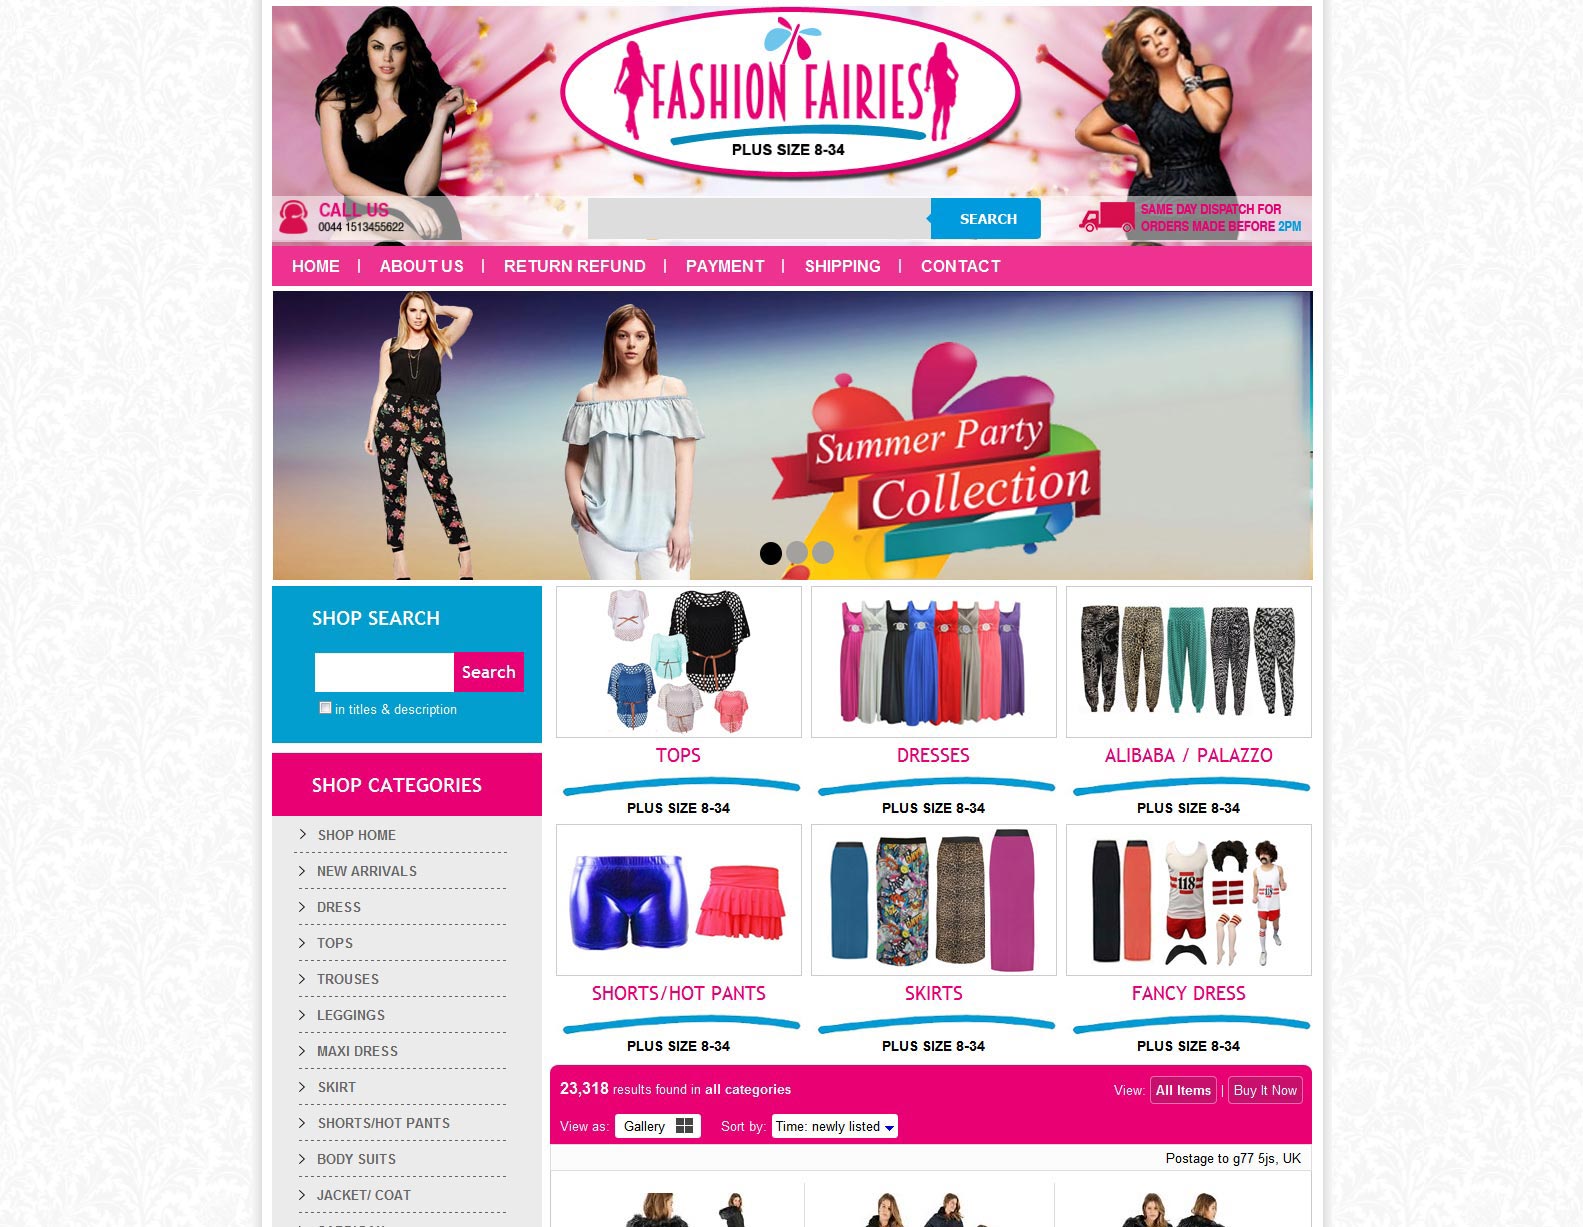 FASHION FAIRIES
PLUS SIZE 8-34
CALL US
0044 1513455622
SEARCH
SAME DAY DISPATCH FOR
ORDERS MADE BEFORE 2PM
HOME | ABOUT US | RETURN REFUND | PAYMENT | SHIPPING | CONTACT
Summer Party
Collection
SHOP SEARCH
Search
in titles & description
SHOP CATEGORIES
SHOP HOME
NEW ARRIVALS
DRESS
TOPS
TROUSES
LEGGINGS
MAXI DRESS
SKIRT
SHORTS/HOT PANTS
BODY SUITS
JACKET/ COAT
TOPS
PLUS SIZE 8-34
DRESSES
PLUS SIZE 8-34
ALIBABA / PALAZZO
PLUS SIZE 8-34
118
118
SHORTS/HOT PANTS
PLUS SIZE 8-34
SKIRTS
PLUS SIZE 8-34
FANCY DRESS
PLUS SIZE 8-34
23,318 results found in all categories
View: All Items | Buy It Now
View as: Gallery Sort by: Time: newly listed
Postage to g77 5js, UK